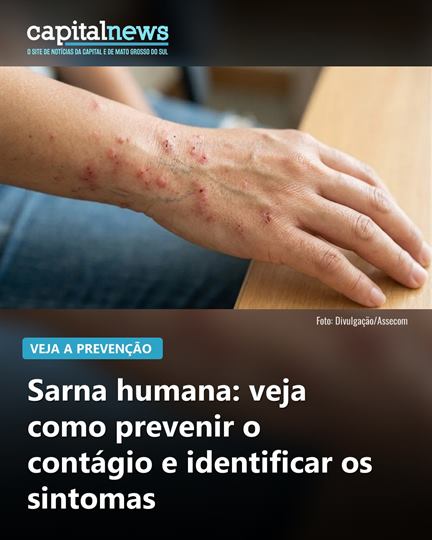 capitalnews
O SITE DE NOTÍCIAS DA CAPITAL E DE MATO GROSSO DO SUL
Foto: Divulgação/Assecom
VEJA A PREVENÇÃO
Sarna humana: veja
como prevenir o
contágio e identificar os
sintomas